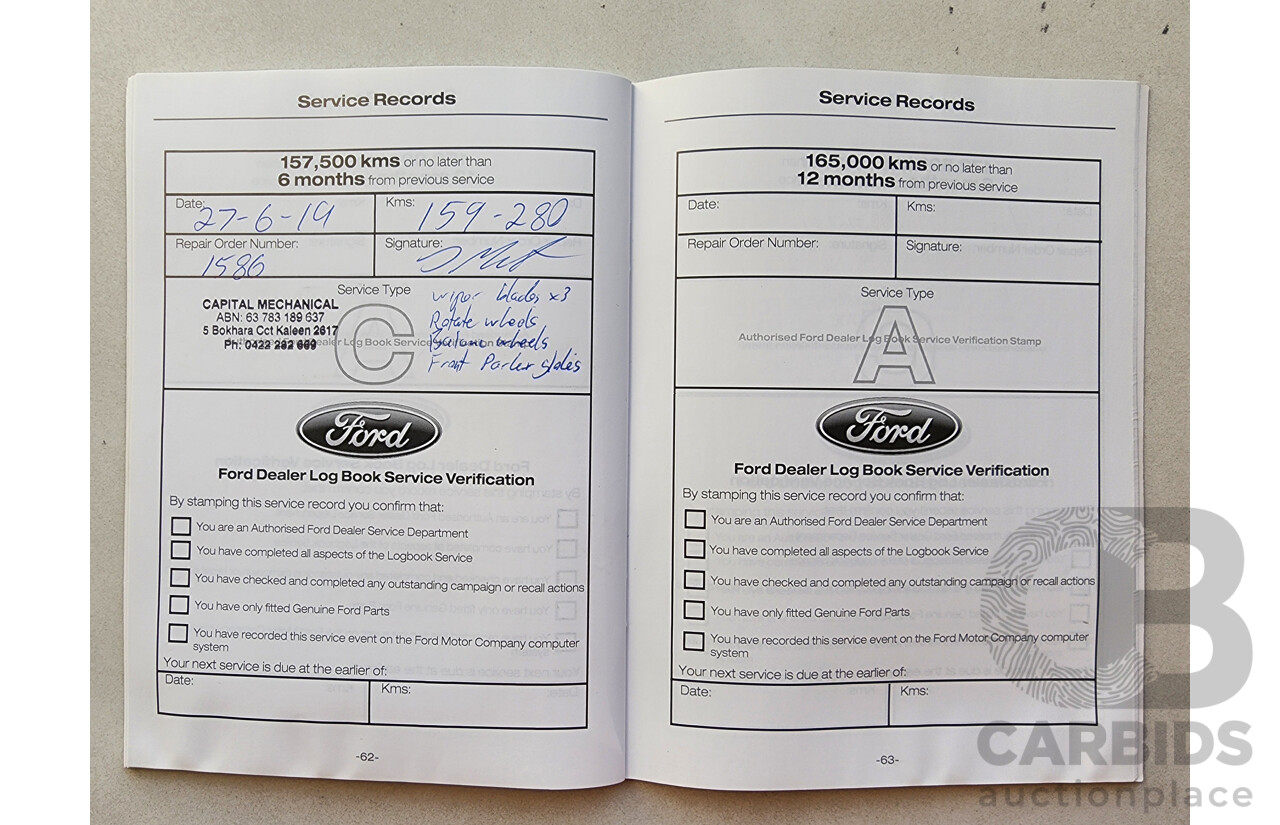 Service Records
157,500 kms or no later than
6 months from previous service
Date: 27-6-19
Kms: 159-280
Repair Order Number: 1586
Signature:
Service Type
C
CAPITAL MECHANICAL
ABN: 63 783 189 637
5 Bokhara Cct Kaleen 2617
Ph: 0422 282 669
wiper blades x3
Rotate wheels
Balance wheels
Front Parker globes
Ford
Ford Dealer Log Book Service Verification
By stamping this service record you confirm that:
You are an Authorised Ford Dealer Service Department
You have completed all aspects of the Logbook Service
You have checked and completed any outstanding campaign or recall actions
You have only fitted Genuine Ford Parts
You have recorded this service event on the Ford Motor Company computer
system
Your next service is due at the earlier of:
Date:
Kms:
-62-
Service Records
165,000 kms or no later than
12 months from previous service
Date:
Kms:
Repair Order Number:
Signature:
Service Type
A
Authorised Ford Dealer Log Book Service Verification Stamp
Ford
Ford Dealer Log Book Service Verification
By stamping this service record you confirm that:
You are an Authorised Ford Dealer Service Department
You have completed all aspects of the Logbook Service
You have checked and completed any outstanding campaign or recall actions
You have only fitted Genuine Ford Parts
You have recorded this service event on the Ford Motor Company computer
system
Your next service is due at the earlier of:
Date:
Kms:
-63-
CB
CARBIDS
auctionplace